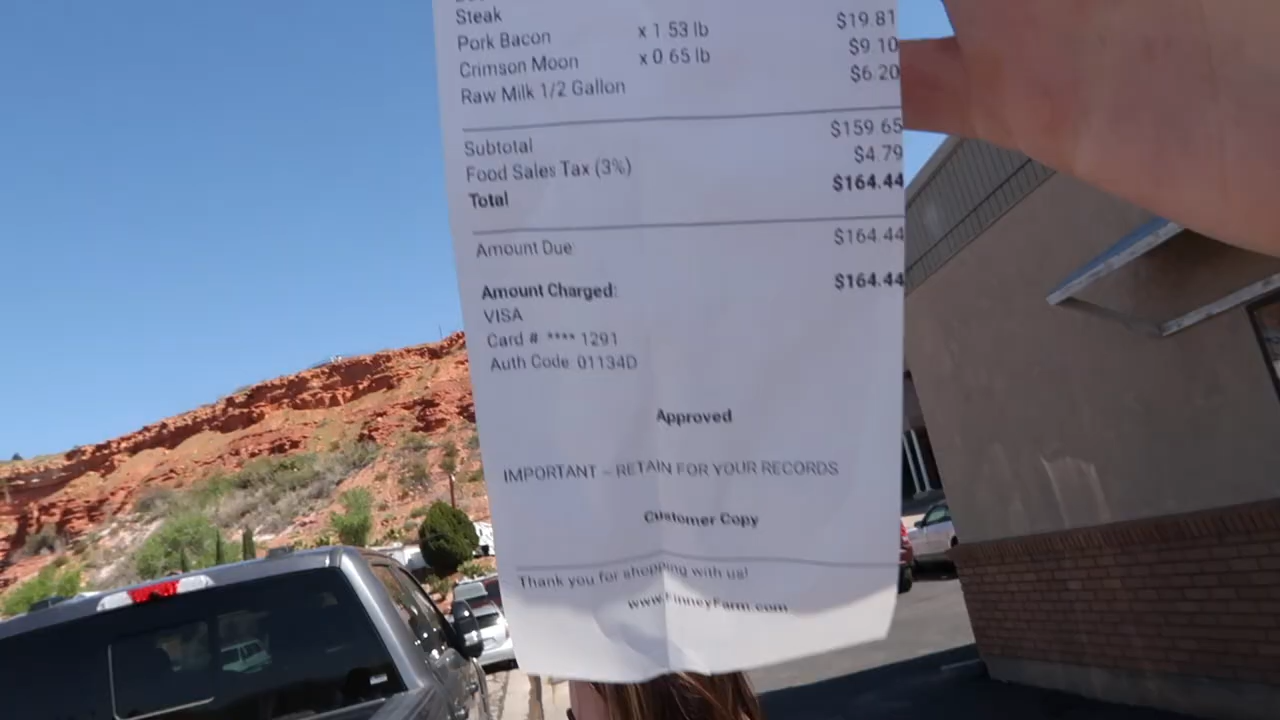 Steak
Pork Bacon x 1 53 lb $19.81
Crimson Moon x 0 65 lb $9 10
Raw Milk 1/2 Gallon $6 20
Subtotal $159 65
Food Sales Tax (3%) $4.79
Total $164.44
Amount Due $164 44
Amount Charged: $164.44
VISA
Card # **** 1291
Auth Code 01134D
Approved
IMPORTANT – RETAIN FOR YOUR RECORDS
Customer Copy
Thank you for shopping with us!
www.FinneyFarm.com